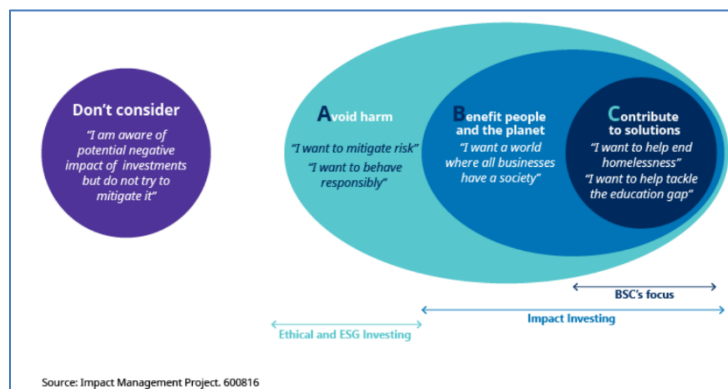 Don't consider
"I am aware of
potential negative
impact of investments
but do not try to
mitigate it"
Avoid harm
"I want to mitigate risk"
"I want to behave
responsibly"
Benefit people
and the planet
"I want a world
where all businesses
have a society"
Contribute
to solutions
"I want to help end
homelessness"
"I want to help tackle
the education gap"
BSC's focus
Impact Investing
Ethical and ESG Investing
Source: Impact Management Project. 600816